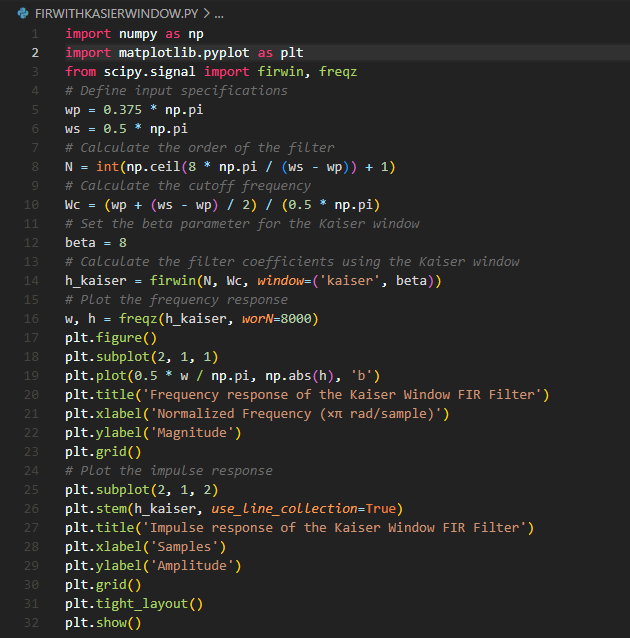 FIRWITHKASIERWINDOW.PY > ...
1 import numpy as np
2 import matplotlib.pyplot as plt
3 from scipy.signal import firwin, freqz
4 # Define input specifications
5 wp = 0.375 * np.pi
6 ws = 0.5 * np.pi
7 # Calculate the order of the filter
8 N = int(np.ceil(8 * np.pi / (ws - wp)) + 1)
9 # Calculate the cutoff frequency
10 Wc = (wp + (ws - wp) / 2) / (0.5 * np.pi)
11 # Set the beta parameter for the Kaiser window
12 beta = 8
13 # Calculate the filter coefficients using the Kaiser window
14 h_kaiser = firwin(N, Wc, window=('kaiser', beta))
15 # Plot the frequency response
16 w, h = freqz(h_kaiser, worN=8000)
17 plt.figure()
18 plt.subplot(2, 1, 1)
19 plt.plot(0.5 * w / np.pi, np.abs(h), 'b')
20 plt.title('Frequency response of the Kaiser Window FIR Filter')
21 plt.xlabel('Normalized Frequency (×π rad/sample)')
22 plt.ylabel('Magnitude')
23 plt.grid()
24 # Plot the impulse response
25 plt.subplot(2, 1, 2)
26 plt.stem(h_kaiser, use_line_collection=True)
27 plt.title('Impulse response of the Kaiser Window FIR Filter')
28 plt.xlabel('Samples')
29 plt.ylabel('Amplitude')
30 plt.grid()
31 plt.tight_layout()
32 plt.show()